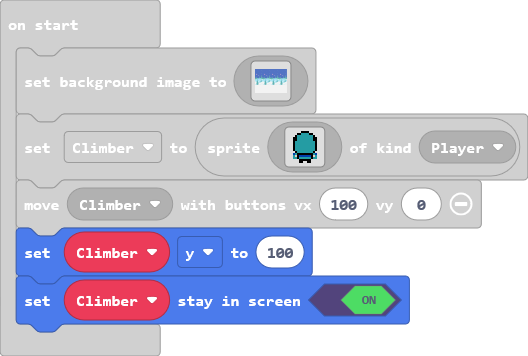 on start
set background image to
set Climber to sprite of kind Player
move Climber with buttons vx 100 vy 0
set Climber y to 100
set Climber stay in screen ON